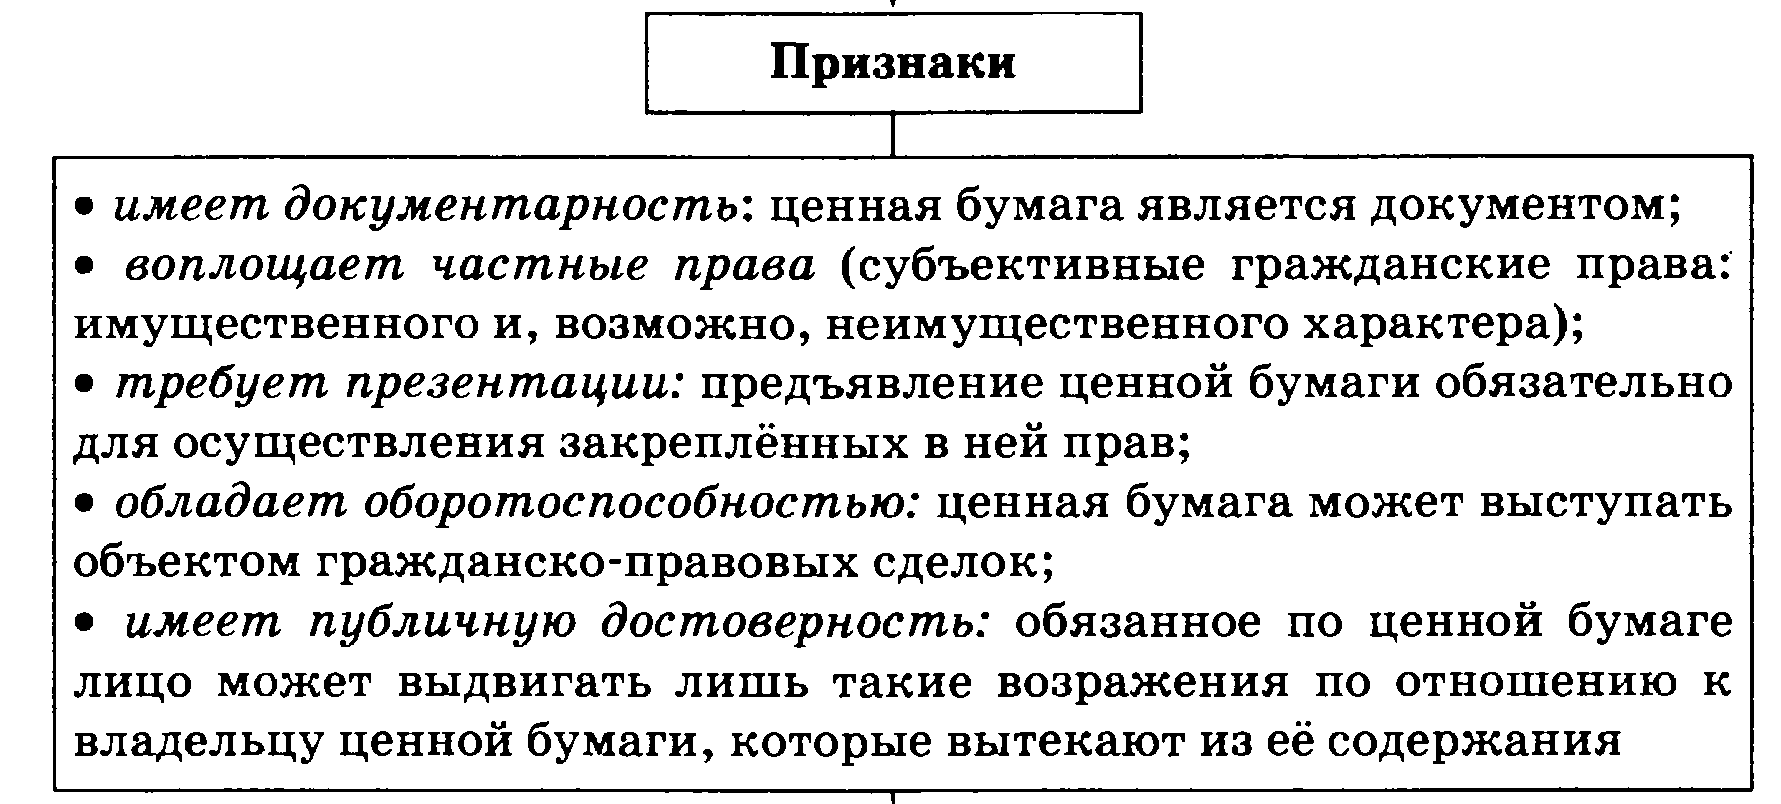 Признаки
• имеет документарность: ценная бумага является документом;
• воплощает частные права (субъективные гражданские права:
имущественного и, возможно, неимущественного характера);
• требует презентации: предъявление ценной бумаги обязательно
для осуществления закреплённых в ней прав;
• обладает оборотоспособностью: ценная бумага может выступать
объектом гражданско-правовых сделок;
• имеет публичную достоверность: обязанное по ценной бумаге
лицо может выдвигать лишь такие возражения по отношению к
владельцу ценной бумаги, которые вытекают из её содержания